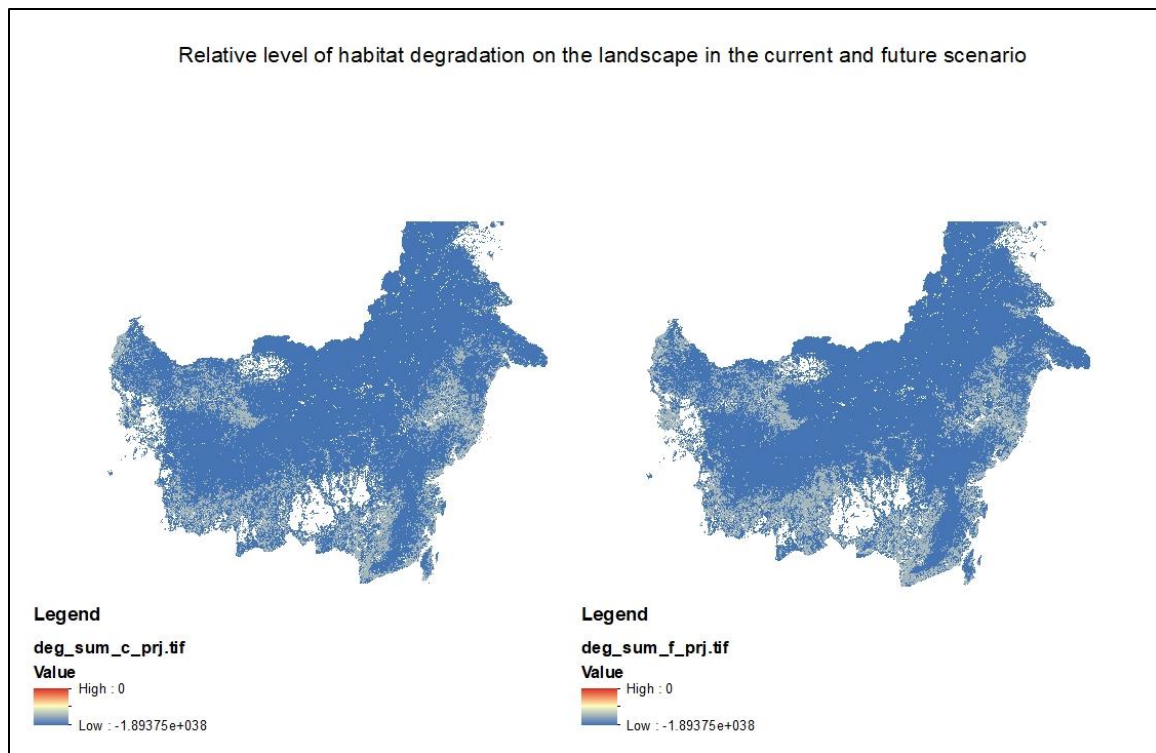 Relative level of habitat degradation on the landscape in the current and future scenario
Legend
deg_sum_c_prj.tif
Value
High : 0
Low : -1.89375e+038
Legend
deg_sum_f_prj.tif
Value
High : 0
Low : -1.89375e+038